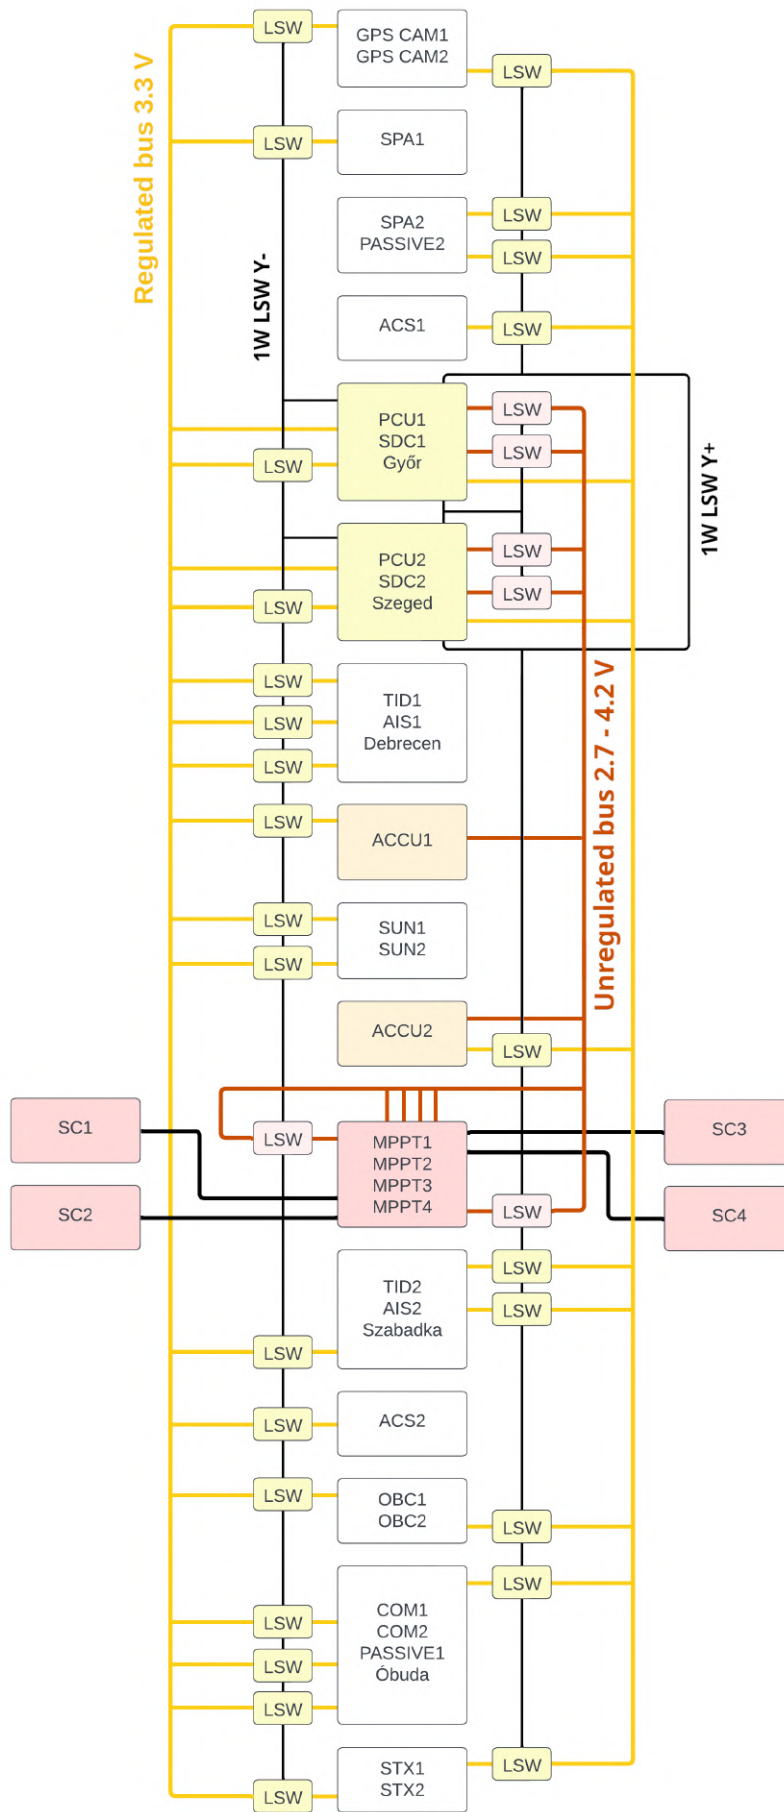 LSW
GPS CAM1
GPS CAM2
LSW
Regulated bus 3.3 V
LSW
SPA1
SPA2
PASSIVE2
LSW
LSW
1W LSW Y-
ACS1
LSW
PCU1
SDC1
Győr
LSW
LSW
LSW
1W LSW Y+
PCU2
SDC2
Szeged
LSW
LSW
LSW
LSW
LSW
LSW
TID1
AIS1
Debrecen
Unregulated bus 2.7 - 4.2 V
LSW
ACCU1
LSW
LSW
SUN1
SUN2
ACCU2
LSW
SC1
SC2
LSW
MPPT1
MPPT2
MPPT3
MPPT4
LSW
SC3
SC4
TID2
AIS2
Szabadka
LSW
LSW
LSW
LSW
ACS2
LSW
OBC1
OBC2
LSW
LSW
LSW
LSW
COM1
COM2
PASSIVE1
Óbuda
LSW
LSW
STX1
STX2
LSW